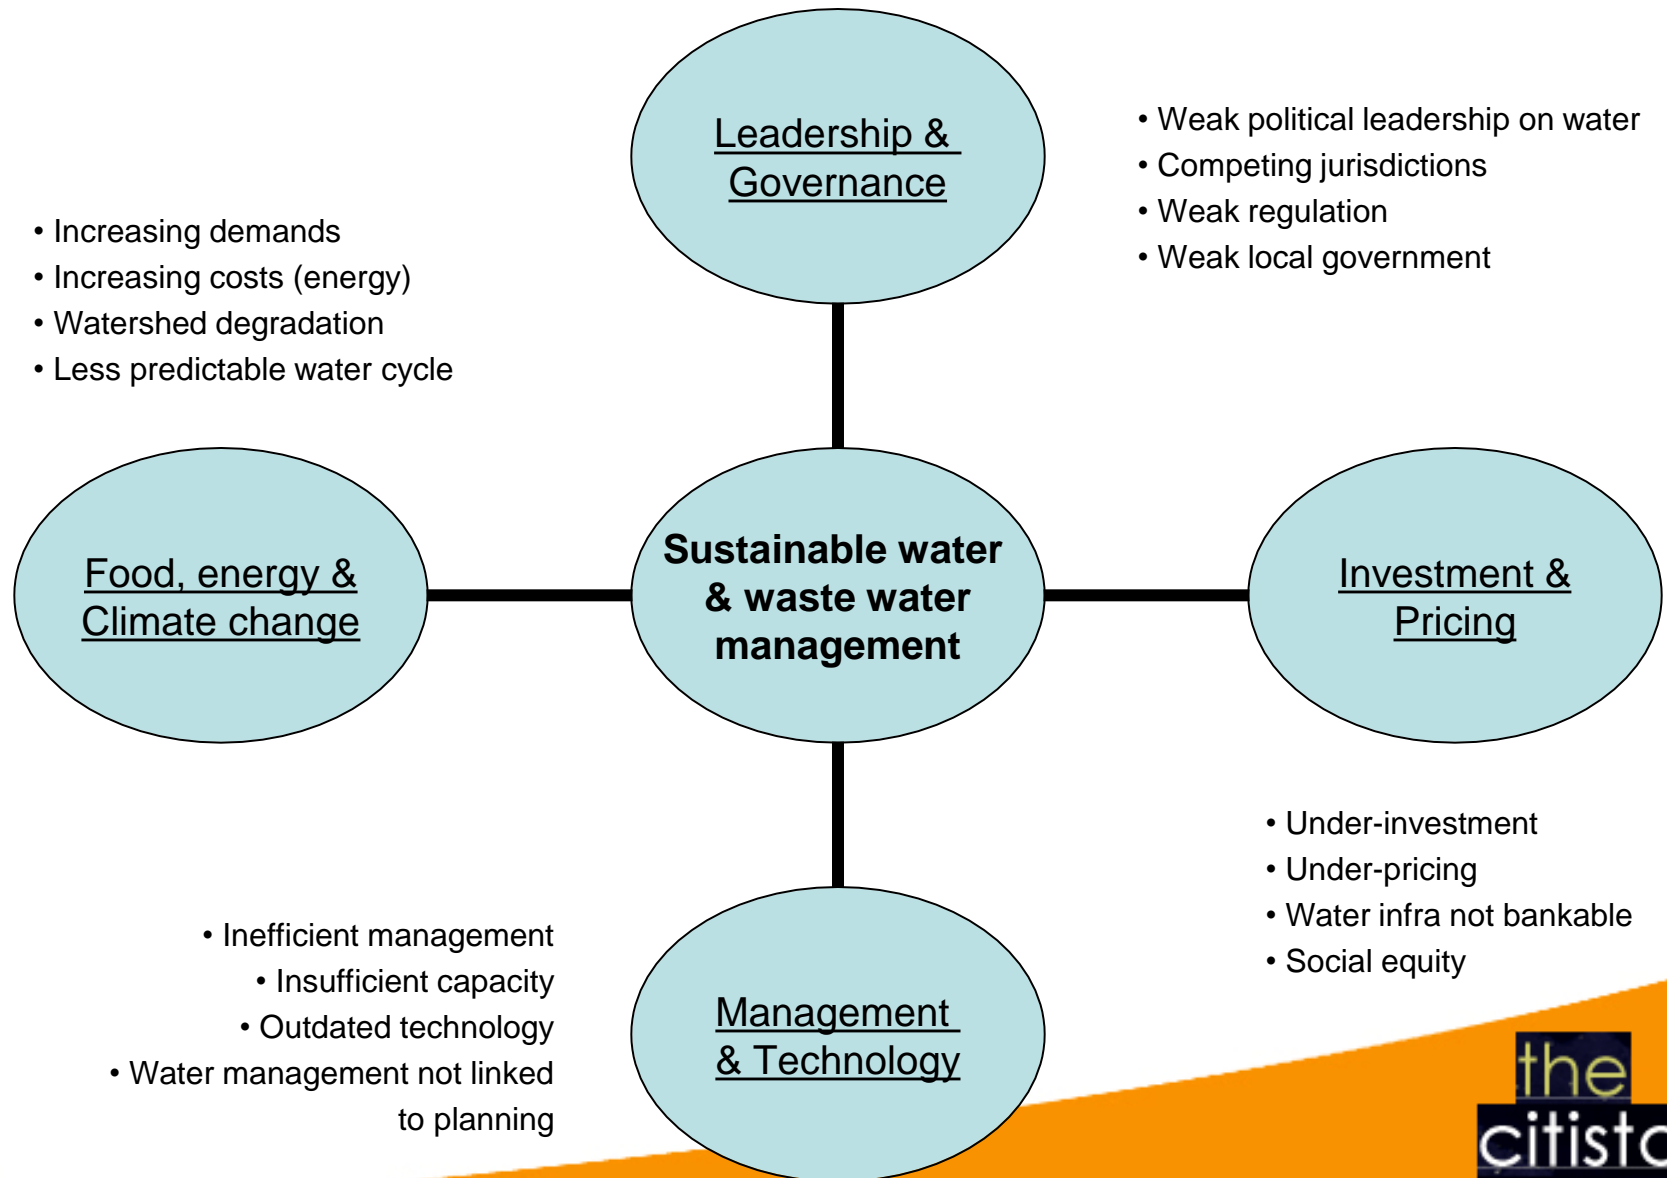 Leadership &
Governance
• Weak political leadership on water
• Competing jurisdictions
• Weak regulation
• Weak local government
• Increasing demands
• Increasing costs (energy)
• Watershed degradation
• Less predictable water cycle
Food, energy &
Climate change
Sustainable water
& waste water
management
Investment &
Pricing
• Under-investment
• Under-pricing
• Water infra not bankable
• Social equity
• Inefficient management
• Insufficient capacity
• Outdated technology
• Water management not linked
to planning
Management
& Technology
the